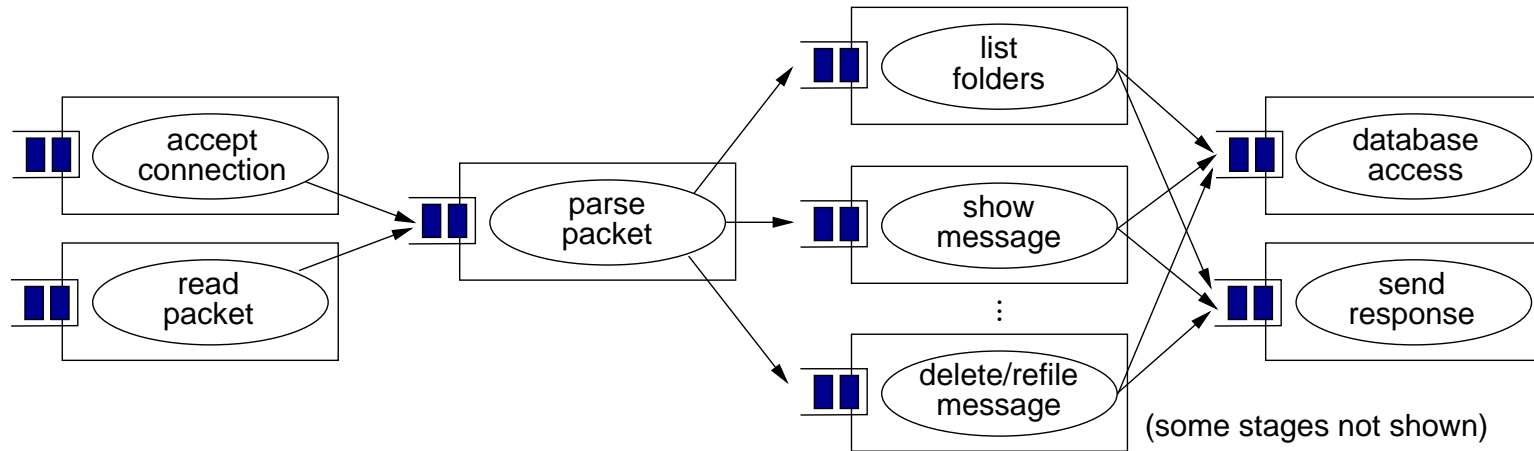 accept
connection
read
packet
parse
packet
list
folders
show
message
...
delete/refile
message
database
access
send
response
(some stages not shown)